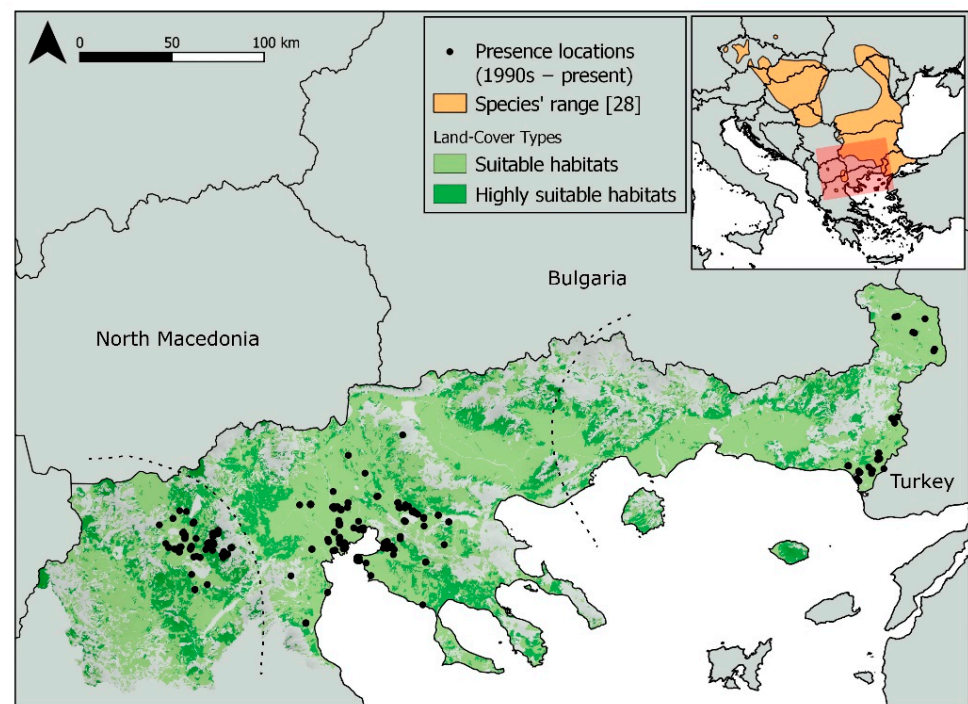 0 50 100 km
Presence locations
(1990s – present)
Species' range [28]
Land-Cover Types
Suitable habitats
Highly suitable habitats
Bulgaria
North Macedonia
Turkey